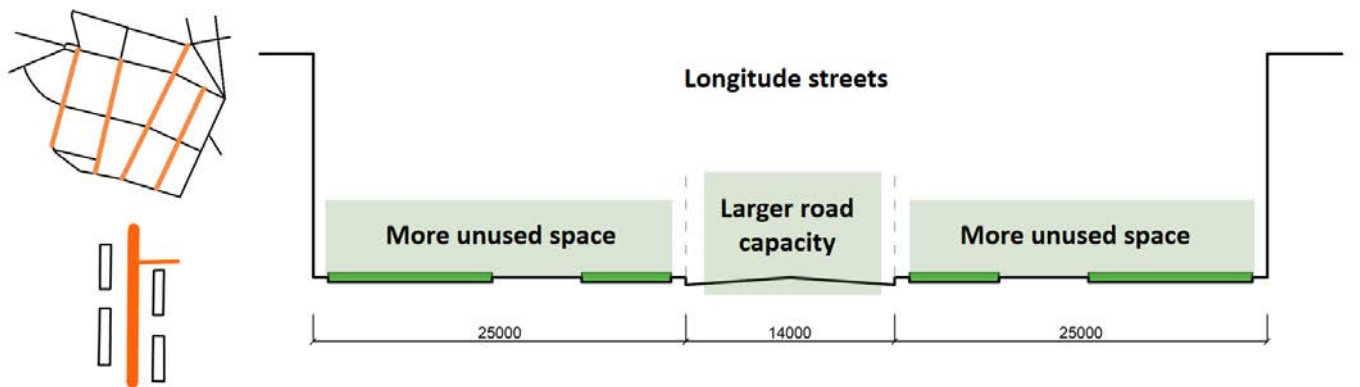 Longitude streets
More unused space
Larger road
capacity
More unused space
25000
14000
25000